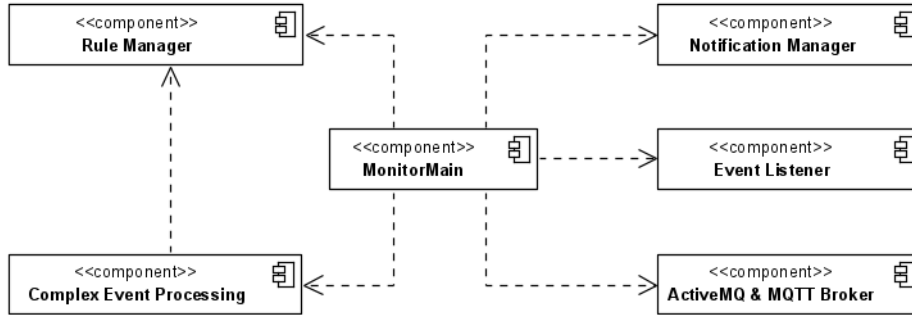 <<component>>
Rule Manager
<<component>>
Notification Manager
<<component>>
MonitorMain
<<component>>
Event Listener
<<component>>
Complex Event Processing
<<component>>
ActiveMQ & MQTT Broker